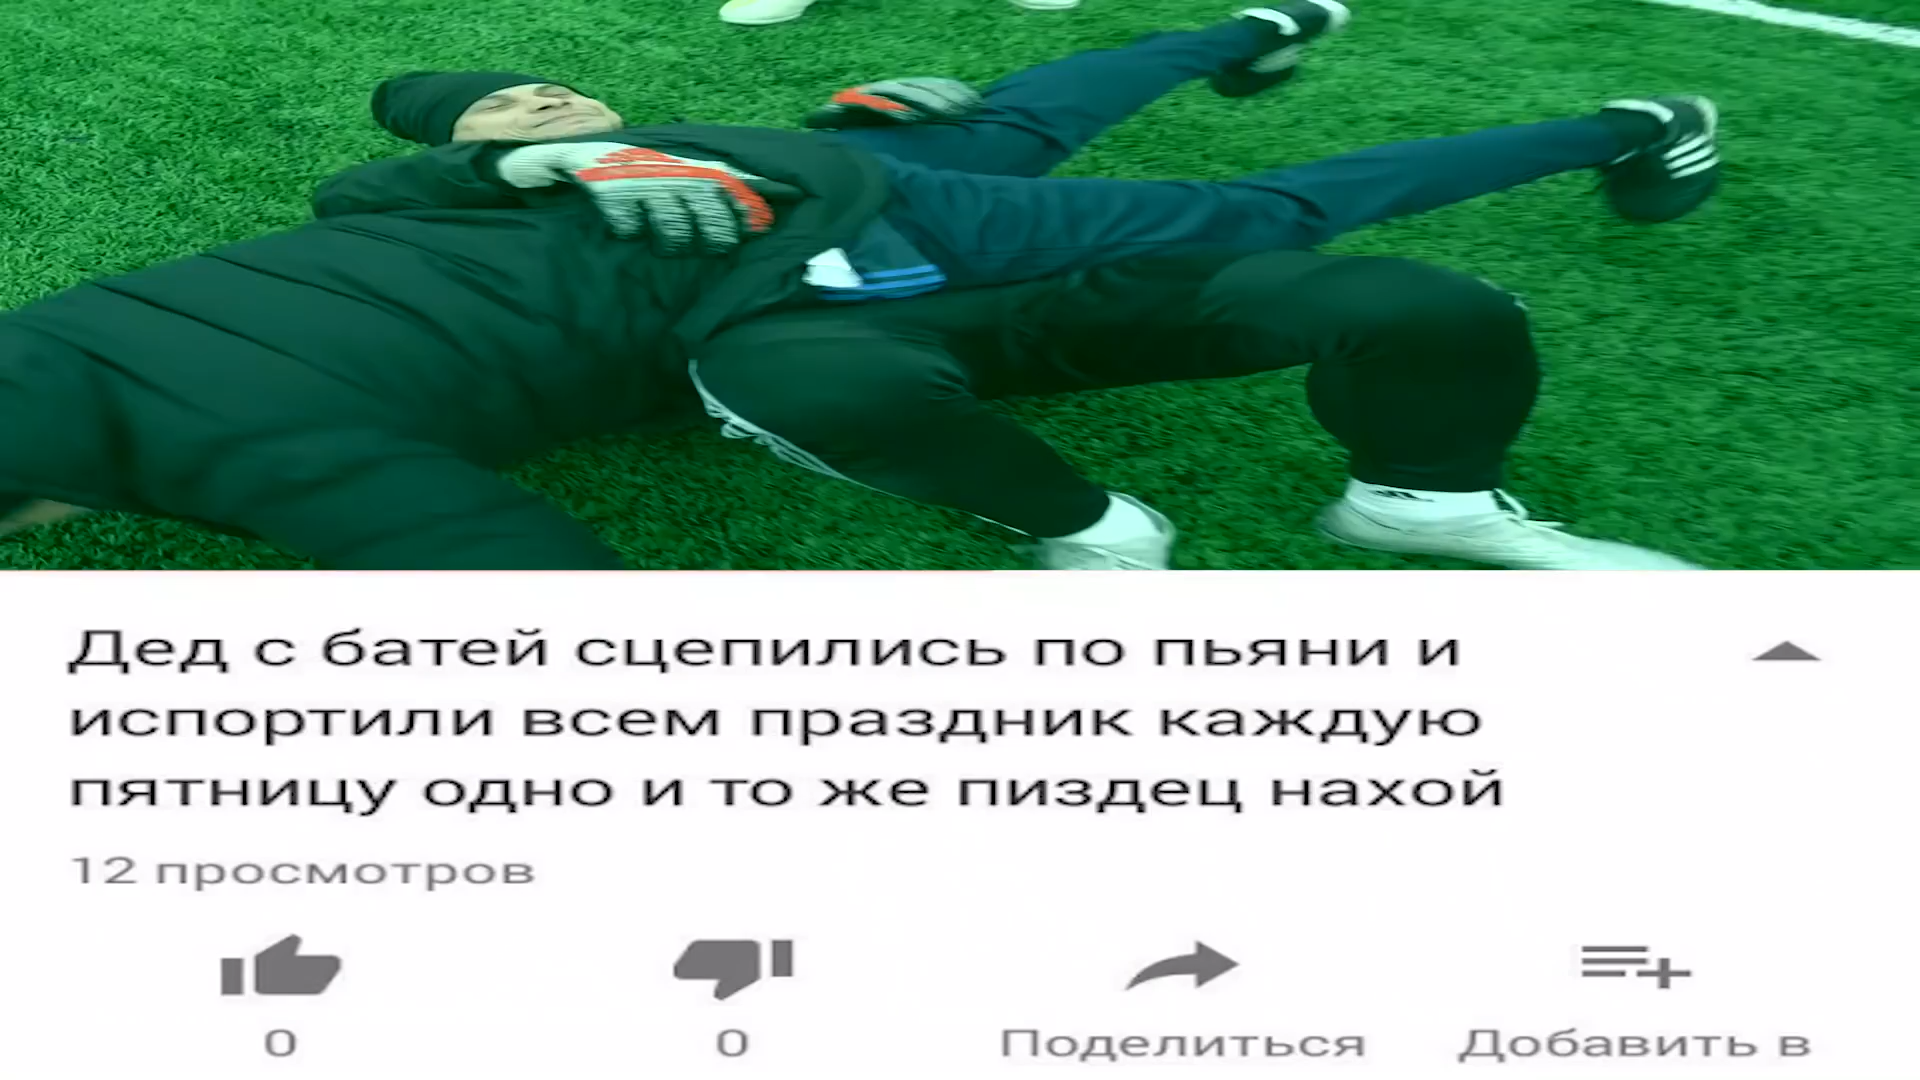 Дед с батей сцепились по пьяни и
испортили всем праздник каждую
пятницу одно и то же пиздец нахой
12 просмотров
0 0 Поделиться Добавить в